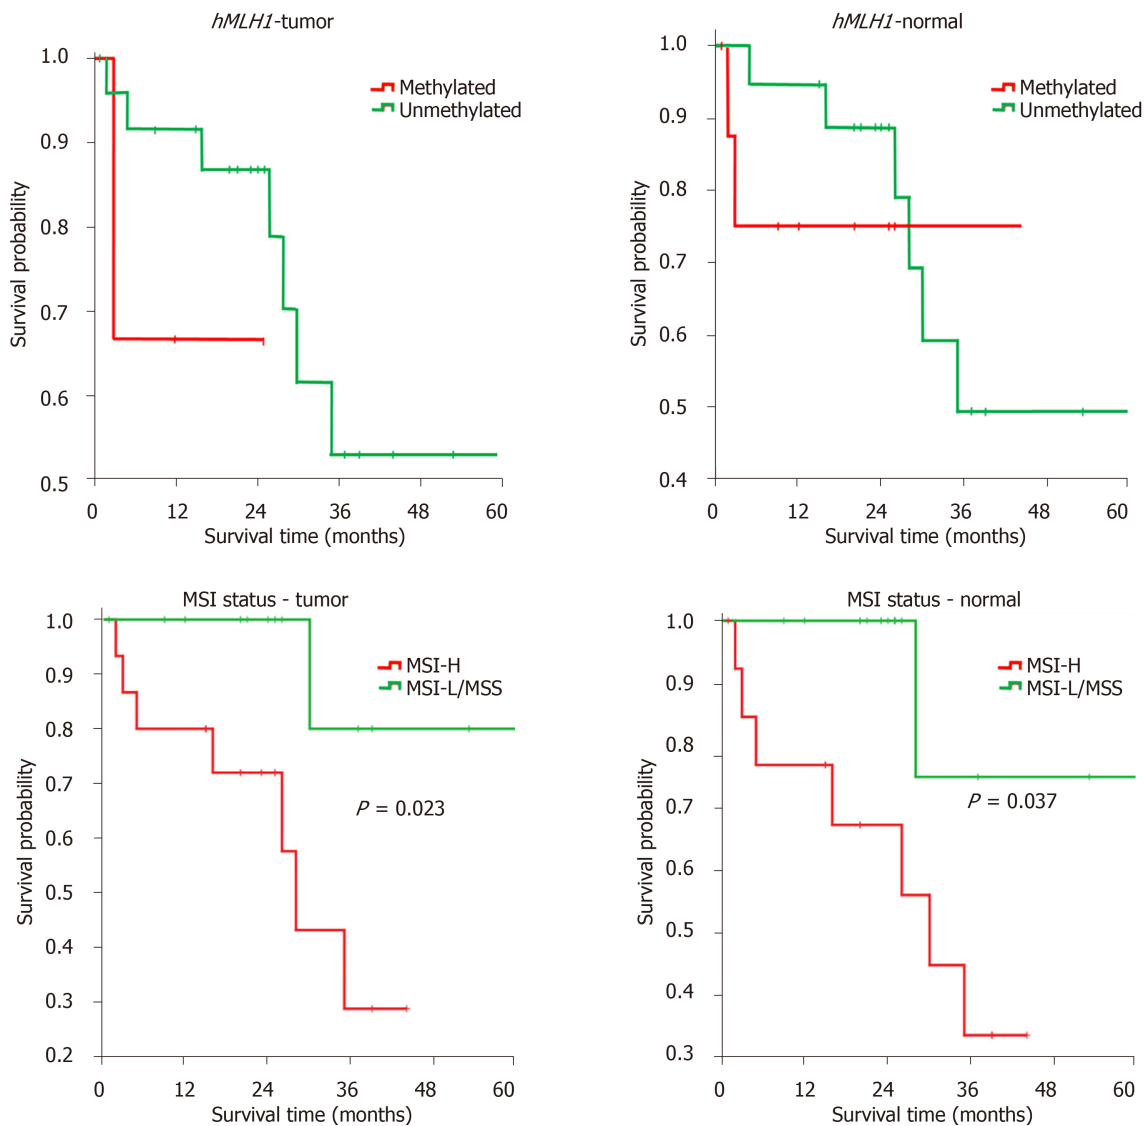 hMLH1-tumor
1.0
0.9
0.8
0.7
0.6
0.5
Survival probability
Methylated
Unmethylated
0 12 24 36 48 60
Survival time (months)
hMLH1-normal
1.0
0.9
0.8
0.7
0.6
0.5
0.4
Survival probability
Methylated
Unmethylated
0 12 24 36 48 60
Survival time (months)
MSI status - tumor
1.0
0.9
0.8
0.7
0.6
0.5
0.4
0.3
0.2
Survival probability
MSI-H
MSI-L/MSS
P = 0.023
0 12 24 36 48 60
Survival time (months)
MSI status - normal
1.0
0.9
0.8
0.7
0.6
0.5
0.4
0.3
Survival probability
MSI-H
MSI-L/MSS
P = 0.037
0 12 24 36 48 60
Survival time (months)